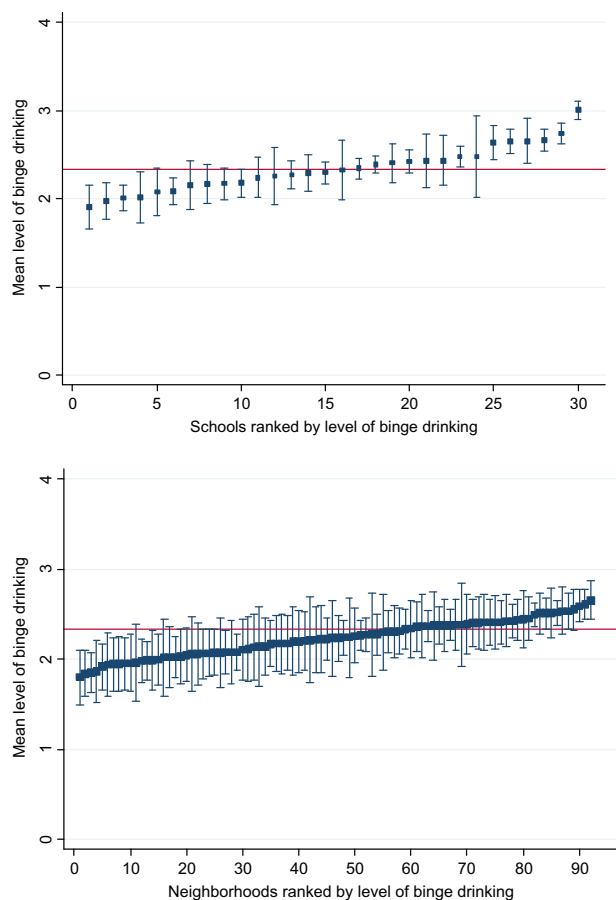 4
3
2
1
0
Mean level of binge drinking
0 5 10 15 20 25 30
Schools ranked by level of binge drinking
4
3
2
1
0
Mean level of binge drinking
0 10 20 30 40 50 60 70 80 90
Neighborhoods ranked by level of binge drinking